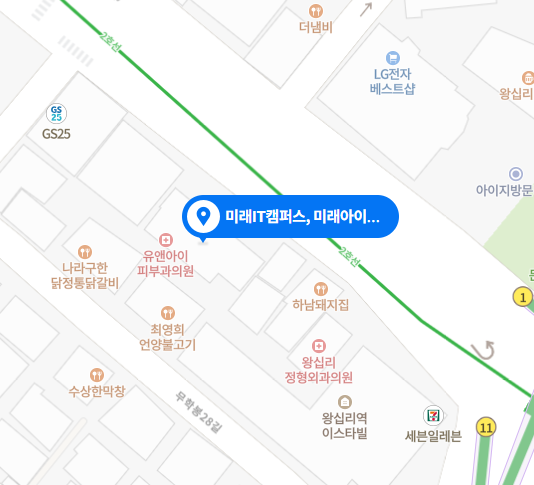 더냄비
2호선
LG전자
베스트샵
왕십리
GS
25
GS25
아이지방문
미래IT캠퍼스, 미래아이...
유앤아이
피부과의원
2호선
나라구한
닭정통닭갈비
1
하남돼지집
최영희
언양불고기
왕십리
정형외과의원
수상한막창
무학봉28길
왕십리역
이스타빌
7
세븐일레븐
11